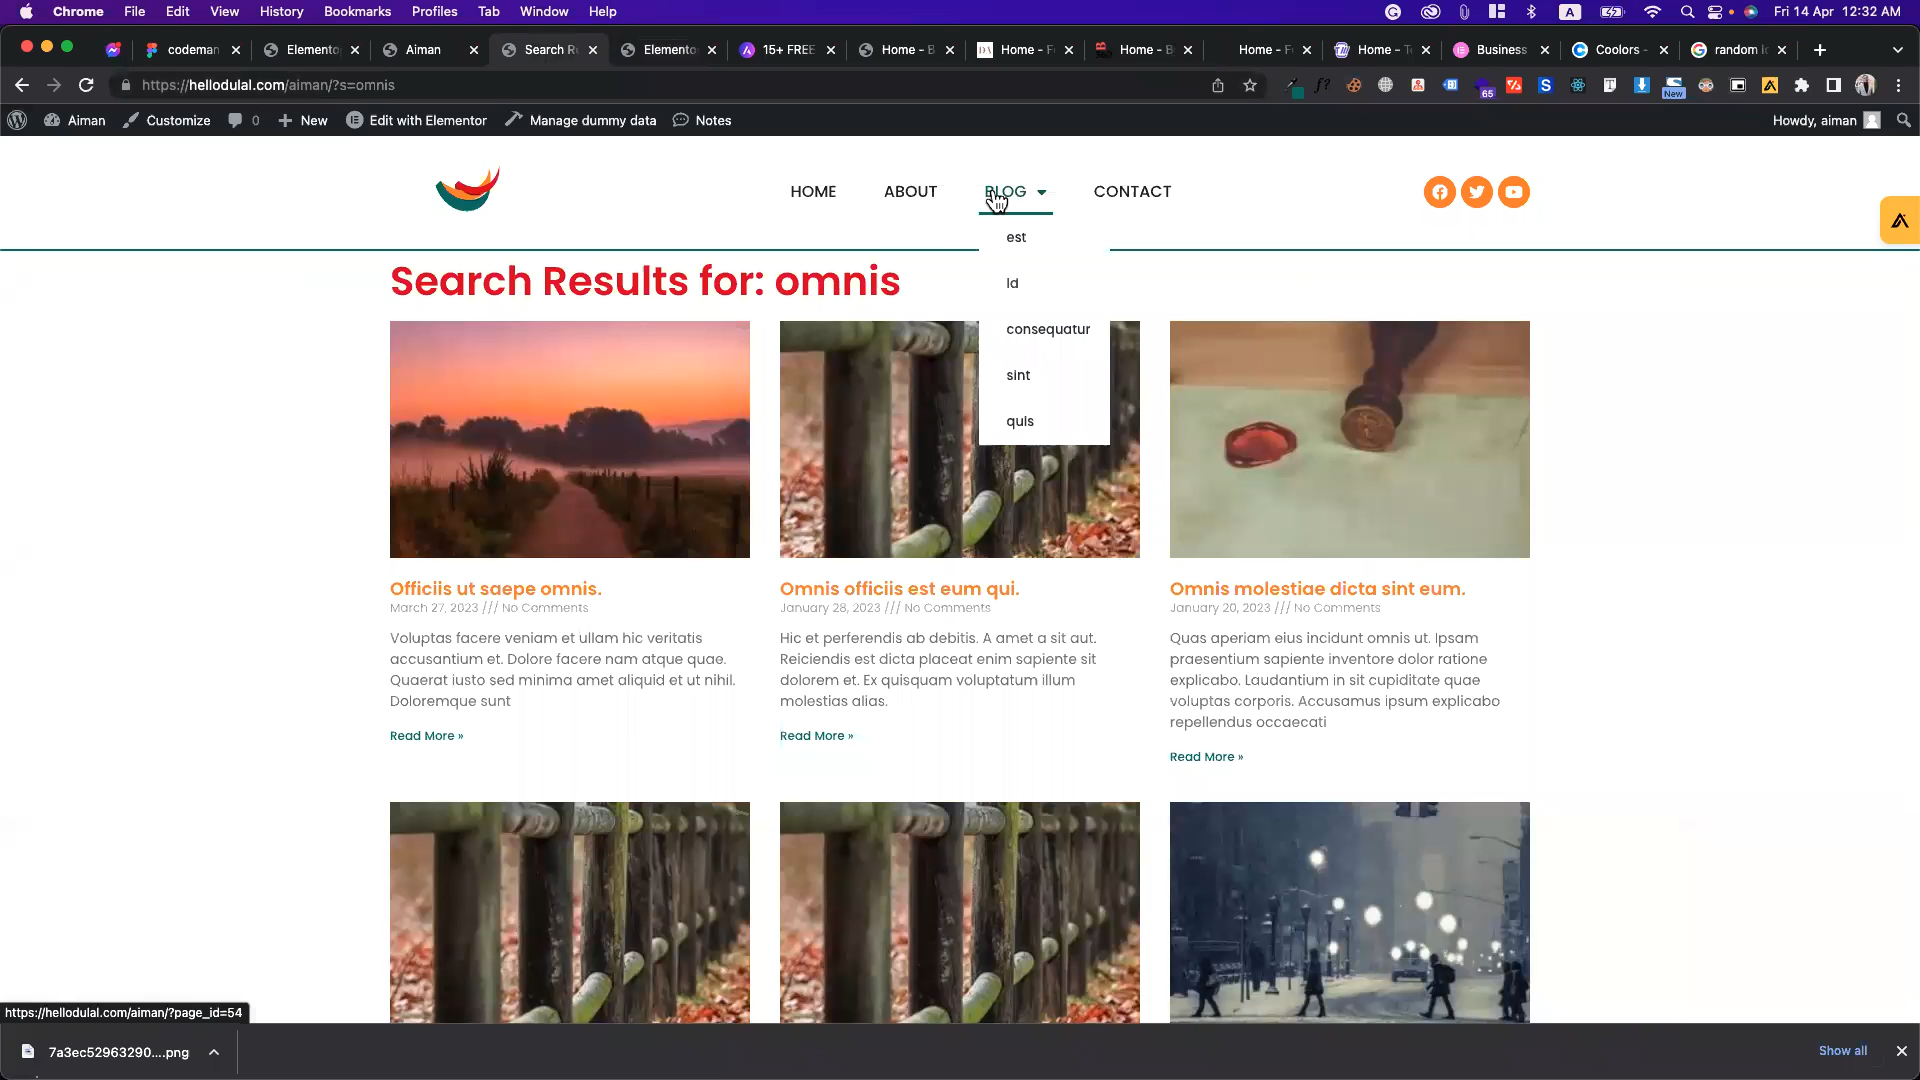 Chrome File Edit View History Bookmarks Profiles Tab Window Help A Fri 14 Apr 12:32 AM
codeman Elemento Aiman Search R Elemento 15+ FREE Home - B DA Home - F Home - B Home - F Home - T Business Coolors - random
https://hellodulal.com/aiman/?s=omnis f? 65 S T New
Aiman Customize 0 New Edit with Elementor Manage dummy data Notes Howdy, aiman
HOME ABOUT BLOG CONTACT
est
Id
consequatur
sint
quis
Search Results for: omnis
Officiis ut saepe omnis.
March 27, 2023 /// No Comments
Voluptas facere veniam et ullam hic veritatis
accusantium et. Dolore facere nam atque quae.
Quaerat iusto sed minima amet aliquid et ut nihil.
Doloremque sunt
Read More »
Omnis officiis est eum qui.
January 28, 2023 /// No Comments
Hic et perferendis ab debitis. A amet a sit aut.
Reiciendis est dicta placeat enim sapiente sit
dolorem et. Ex quisquam voluptatum illum
molestias alias.
Read More »
Omnis molestiae dicta sint eum.
January 20, 2023 /// No Comments
Quas aperiam eius incidunt omnis ut. Ipsam
praesentium sapiente inventore dolor ratione
explicabo. Laudantium in sit cupiditate quae
voluptas corporis. Accusamus ipsum explicabo
repellendus occaecati
Read More »
https://hellodulal.com/aiman/?page_id=54
7a3ec52963290....png Show all